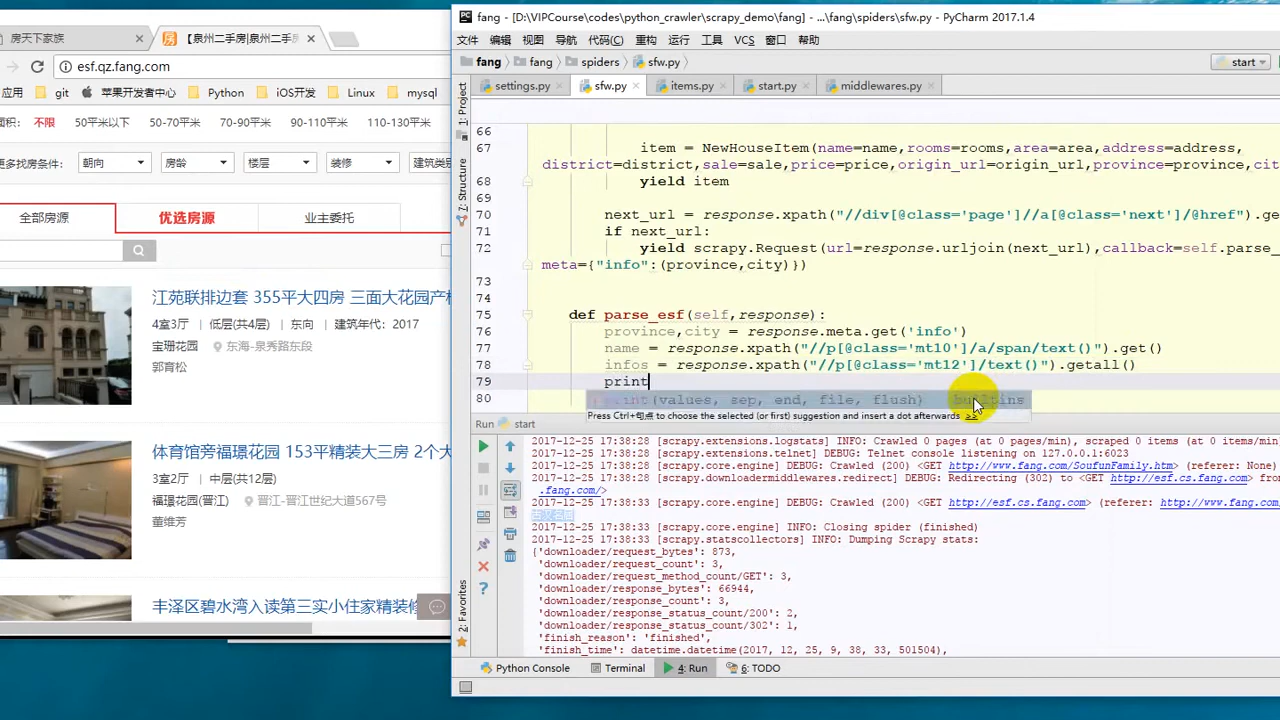 fang - [D:\VIPCourse\codes\python_crawler\scrapy_demo\fang] - ...\fang\spiders\sfw.py - PyCharm 2017.1.4
房天下家族
【泉州二手房|泉州二手房
文件 编辑 视图 导航 代码(C) 重构 运行 工具 VCS 窗口 帮助
esf.qz.fang.com
fang fang spiders sfw.py
start
应用 git 苹果开发者中心 Python iOS开发 Linux mysql
settings.py sfw.py items.py start.py middlewares.py
1: Project
7: Structure
2: Favorites
面积: 不限 50平米以下 50-70平米 70-90平米 90-110平米 110-130平米
更多找房条件: 朝向 房龄 楼层 装修 建筑类别
全部房源 优选房源 业主委托
江苑联排边套 355平大四房 三面大花园产权
4室3厅 | 低层(共4层) | 东向 | 建筑年代：2017
宝珊花园 东海-泉秀路东段
郭育松
体育馆旁福璟花园 153平精装大三房 2个大
3室2厅 | 中层(共12层)
福璟花园(晋江) 晋江-晋江世纪大道567号
董维芳
丰泽区碧水湾入读第三实小住家精装修
66
67 item = NewHouseItem(name=name,rooms=rooms,area=area,address=address,
district=district,sale=sale,price=price,origin_url=origin_url,province=province,cit
68 yield item
69
70 next_url = response.xpath("//div[@class='page']//a[@class='next']/@href").ge
71 if next_url:
72 yield scrapy.Request(url=response.urljoin(next_url),callback=self.parse_
meta={"info":(province,city)})
73
74
75 def parse_esf(self,response):
76 province,city = response.meta.get('info')
77 name = response.xpath("//p[@class='mt10']/a/span/text()").get()
78 infos = response.xpath("//p[@class='mt12']/text()").getall()
79 print
80 print(values, sep, end, file, flush) builtins
Press Ctrl+句点 to choose the selected (or first) suggestion and insert a dot afterwards >>
Run start
2017-12-25 17:38:28 [scrapy.extensions.logstats] INFO: Crawled 0 pages (at 0 pages/min), scraped 0 items (at 0 items/min
2017-12-25 17:38:28 [scrapy.extensions.telnet] DEBUG: Telnet console listening on 127.0.0.1:6023
2017-12-25 17:38:28 [scrapy.core.engine] DEBUG: Crawled (200) <GET http://www.fang.com/SoufunFamily.htm> (referer: None)
2017-12-25 17:38:28 [scrapy.downloadermiddlewares.redirect] DEBUG: Redirecting (302) to <GET http://esf.cs.fang.com> from
.fang.com/>
2017-12-25 17:38:33 [scrapy.core.engine] DEBUG: Crawled (200) <GET http://esf.cs.fang.com> (referer: http://www.fang.com
2017-12-25 17:38:33 [scrapy.core.engine] INFO: Closing spider (finished)
2017-12-25 17:38:33 [scrapy.statscollectors] INFO: Dumping Scrapy stats:
{'downloader/request_bytes': 873,
'downloader/request_count': 3,
'downloader/request_method_count/GET': 3,
'downloader/response_bytes': 66944,
'downloader/response_count': 3,
'downloader/response_status_count/200': 2,
'downloader/response_status_count/302': 1,
'finish_reason': 'finished',
'finish_time': datetime.datetime(2017, 12, 25, 9, 38, 33, 501504),
Python Console Terminal 4: Run 6: TODO